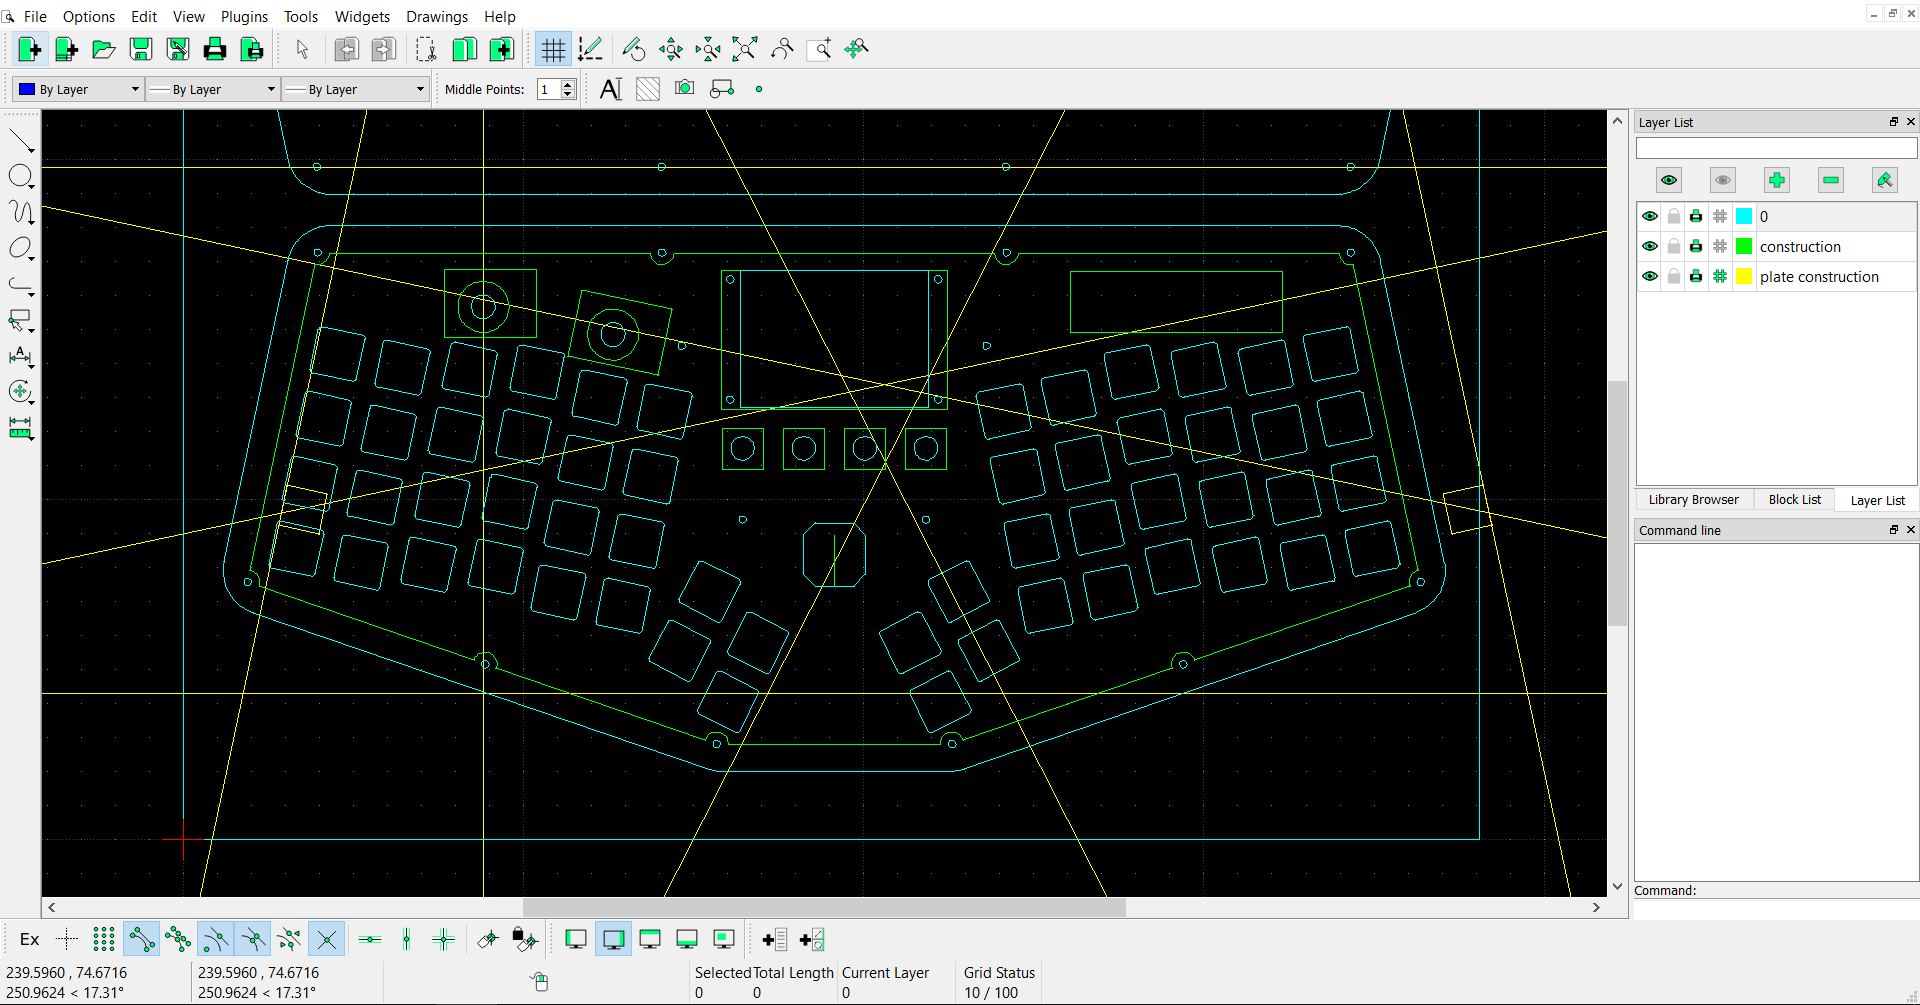 File Options Edit View Plugins Tools Widgets Drawings Help
By Layer By Layer By Layer Middle Points: 1
Layer List
0
construction
plate construction
Library Browser Block List Layer List
Command line
Command:
Ex
239.5960 , 74.6716 239.5960 , 74.6716 Selected Total Length Current Layer Grid Status
250.9624 < 17.31° 250.9624 < 17.31° 0 0 0 10 / 100